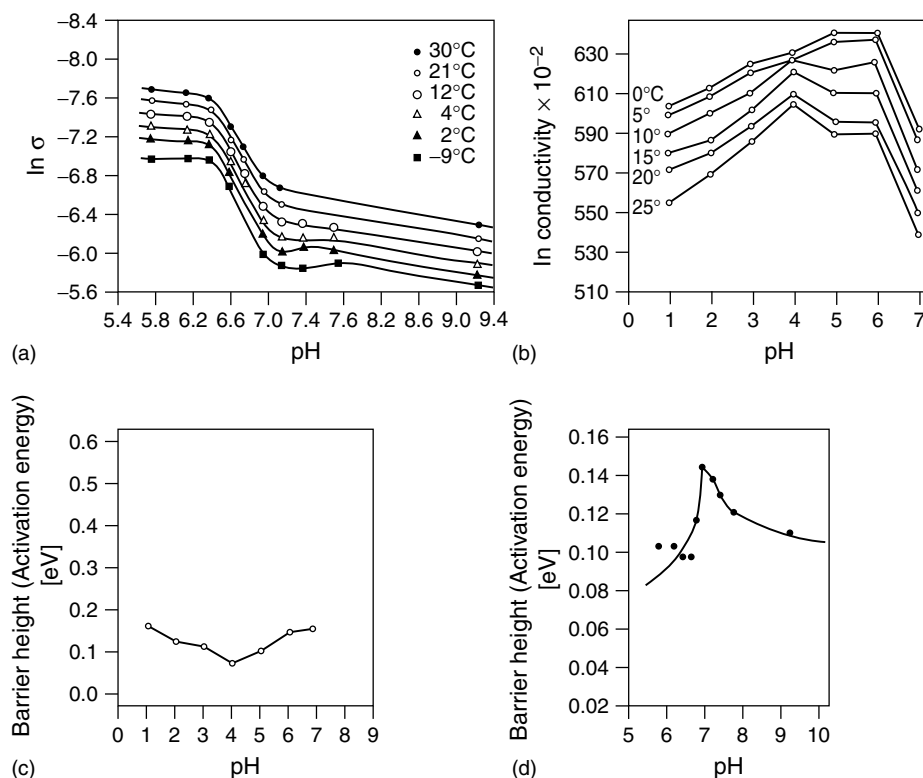 –8.4
–8.0
–7.6
–7.2
–6.8
–6.4
–6.0
–5.6
ln σ
30°C
21°C
12°C
4°C
2°C
–9°C
5.4 5.8 6.2 6.6 7.0 7.4 7.6 8.2 8.6 9.0 9.4
pH
(a)
630
610
590
570
550
530
510
ln conductivity × 10⁻²
0°C
5°
10°
15°
20°
25°
0 1 2 3 4 5 6 7
pH
(b)
0.6
0.5
0.4
0.3
0.2
0.1
0.0
Barrier height (Activation energy)
[eV]
0 1 2 3 4 5 6 7 8 9
pH
(c)
0.16
0.14
0.12
0.10
0.08
0.06
0.04
0.02
Barrier height (Activation energy)
[eV]
5 6 7 8 9 10
pH
(d)